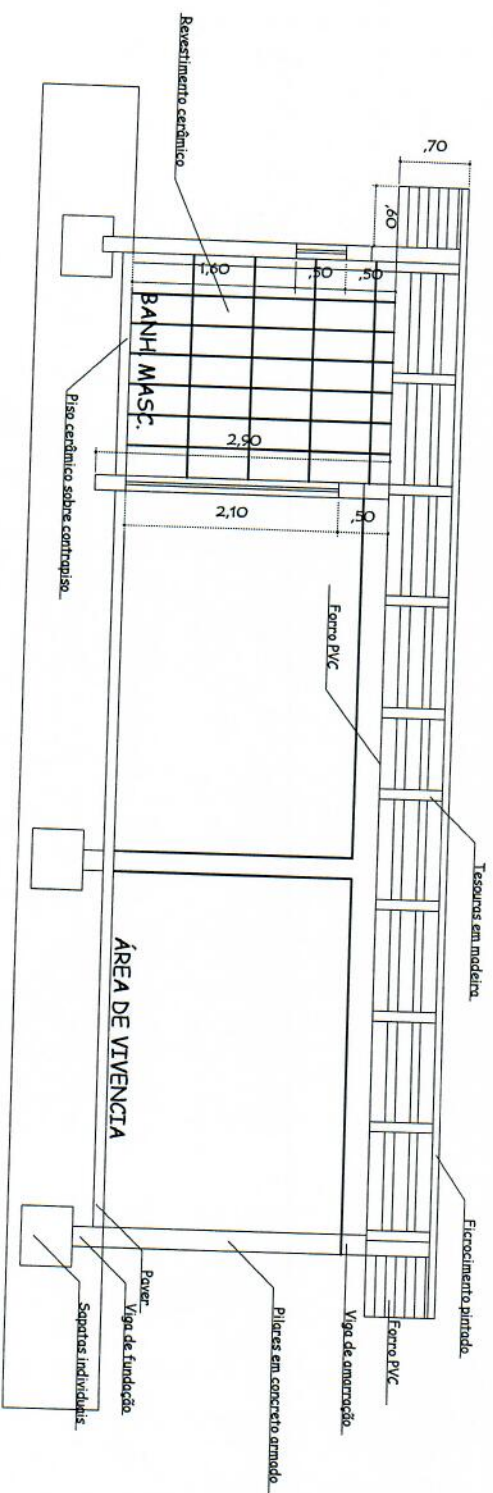 Revestimento cerâmico
,70
,60
1,60
,50
,50
BANH. MASC.
2,90
2,10
,50
Piso cerâmico sobre contrapiso
Forro PVC
Tesouras em madeira
ÁREA DE VIVENCIA
Ficrocimento pintado
Forro PVC
Viga de amarração
Pilares em concreto armado
Paver
Viga de fundação
Sapatas individuais